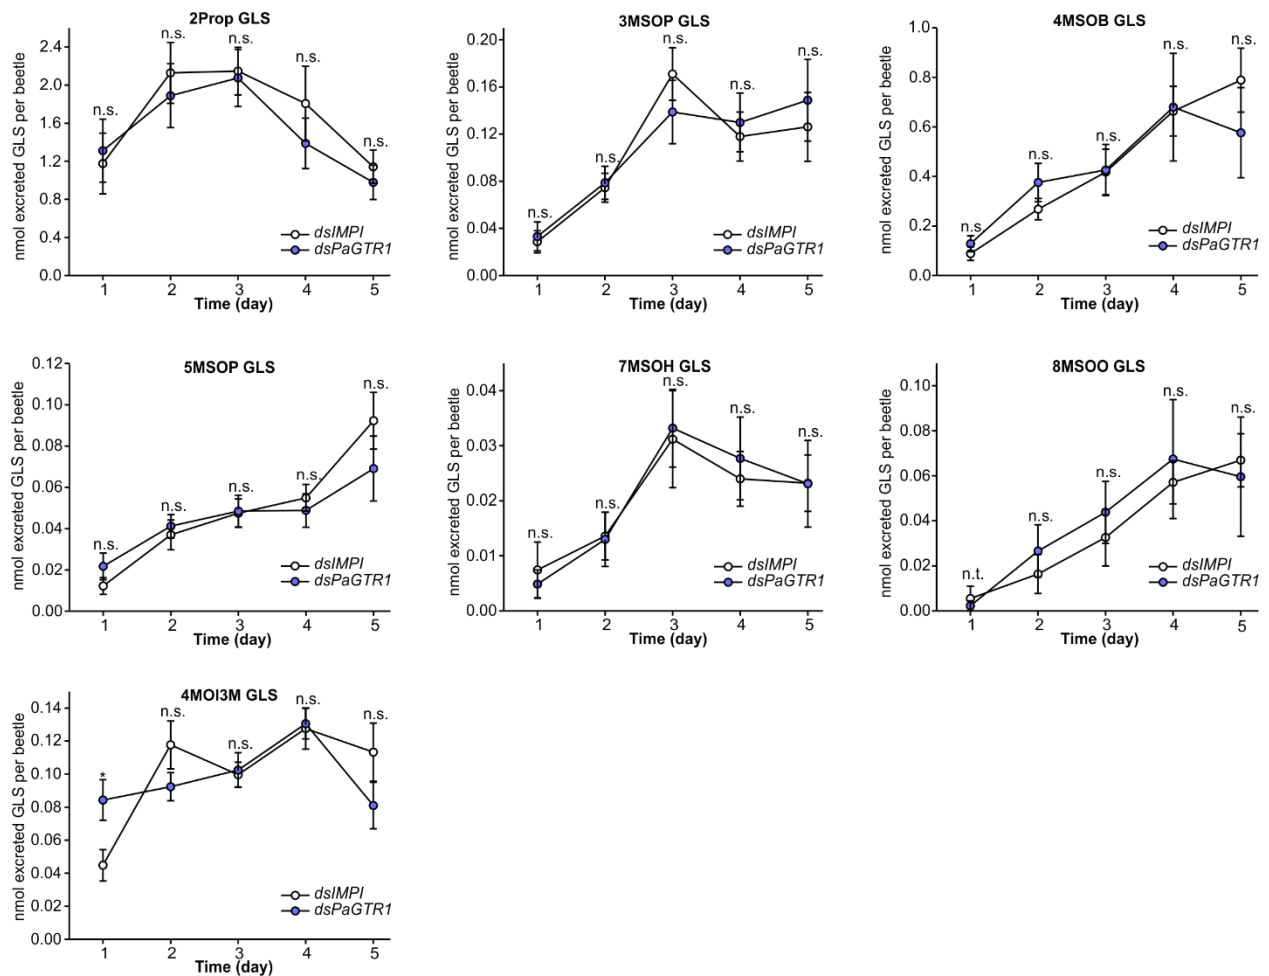 2Prop GLS
nmol excreted GLS per beetle
2.4
2.0
1.6
1.2
0.8
0.4
0.0
n.s.
n.s.
n.s.
n.s.
n.s.
dsIMPI
dsPaGTR1
1 2 3 4 5
Time (day)
3MSOP GLS
nmol excreted GLS per beetle
0.20
0.16
0.12
0.08
0.04
0.00
n.s.
n.s.
n.s.
n.s.
n.s.
dsIMPI
dsPaGTR1
1 2 3 4 5
Time (day)
4MSOB GLS
nmol excreted GLS per beetle
1.0
0.8
0.6
0.4
0.2
0.0
n.s
n.s.
n.s.
n.s.
n.s.
dsIMPI
dsPaGTR1
1 2 3 4 5
Time (day)
5MSOP GLS
nmol excreted GLS per beetle
0.12
0.10
0.08
0.06
0.04
0.02
0.00
n.s.
n.s.
n.s.
n.s.
n.s.
dsIMPI
dsPaGTR1
1 2 3 4 5
Time (day)
7MSOH GLS
nmol excreted GLS per beetle
0.04
0.03
0.02
0.01
0.00
n.s.
n.s.
n.s.
n.s.
n.s.
dsIMPI
dsPaGTR1
1 2 3 4 5
Time (day)
8MSOO GLS
nmol excreted GLS per beetle
0.10
0.08
0.06
0.04
0.02
0.00
n.t.
n.s.
n.s.
n.s.
n.s.
dsIMPI
dsPaGTR1
1 2 3 4 5
Time (day)
4MOI3M GLS
nmol excreted GLS per beetle
0.14
0.12
0.10
0.08
0.06
0.04
0.02
0.00
*
n.s.
n.s.
n.s.
n.s.
dsIMPI
dsPaGTR1
1 2 3 4 5
Time (day)